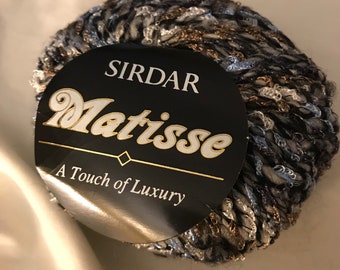 SIRDAR
Matisse
A Touch of Luxury